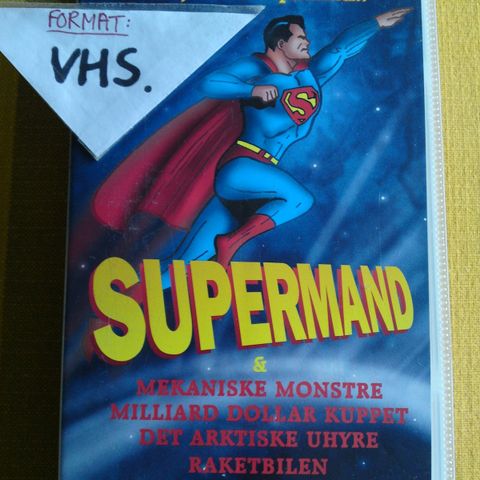 FORMAT:
VHS.
S
SUPERMAND
&
MEKANISKE MONSTRE
MILLIARD DOLLAR KUPPET
DET ARKTISKE UHYRE
RAKETBILEN